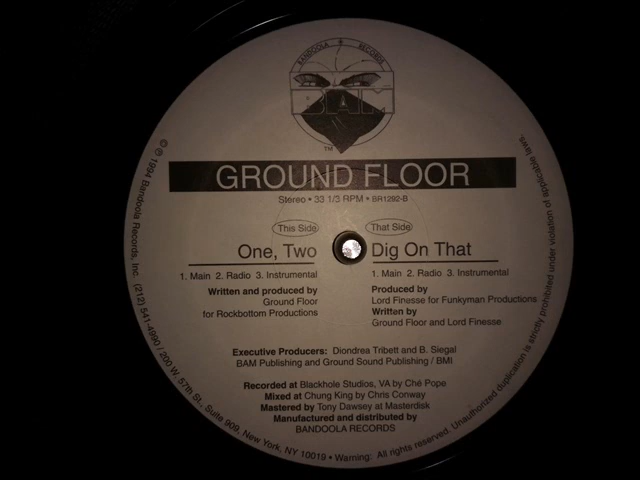 BANDOOLA ★ RECORDS
BAM
TM
GROUND FLOOR
Stereo • 33 1/3 RPM • BR1292-B
This Side
That Side
One, Two
Dig On That
1. Main 2. Radio 3. Instrumental
1. Main 2. Radio 3. Instrumental
Written and produced by
Ground Floor
for Rockbottom Productions
Produced by
Lord Finesse for Funkyman Productions
Written by
Ground Floor and Lord Finesse
Executive Producers: Diondrea Tribett and B. Siegal
BAM Publishing and Ground Sound Publishing / BMI
Recorded at Blackhole Studios, VA by Ché Pope
Mixed at Chung King by Chris Conway
Mastered by Tony Dawsey at Masterdisk
Manufactured and distributed by
BANDOOLA RECORDS
℗ © 1994 Bandoola Records, Inc. (212) 541-4990 / 200 W. 57th St., Suite 909, New York, NY 10019 • Warning: All rights reserved. Unauthorized duplication is strictly prohibited under violation of applicable laws.